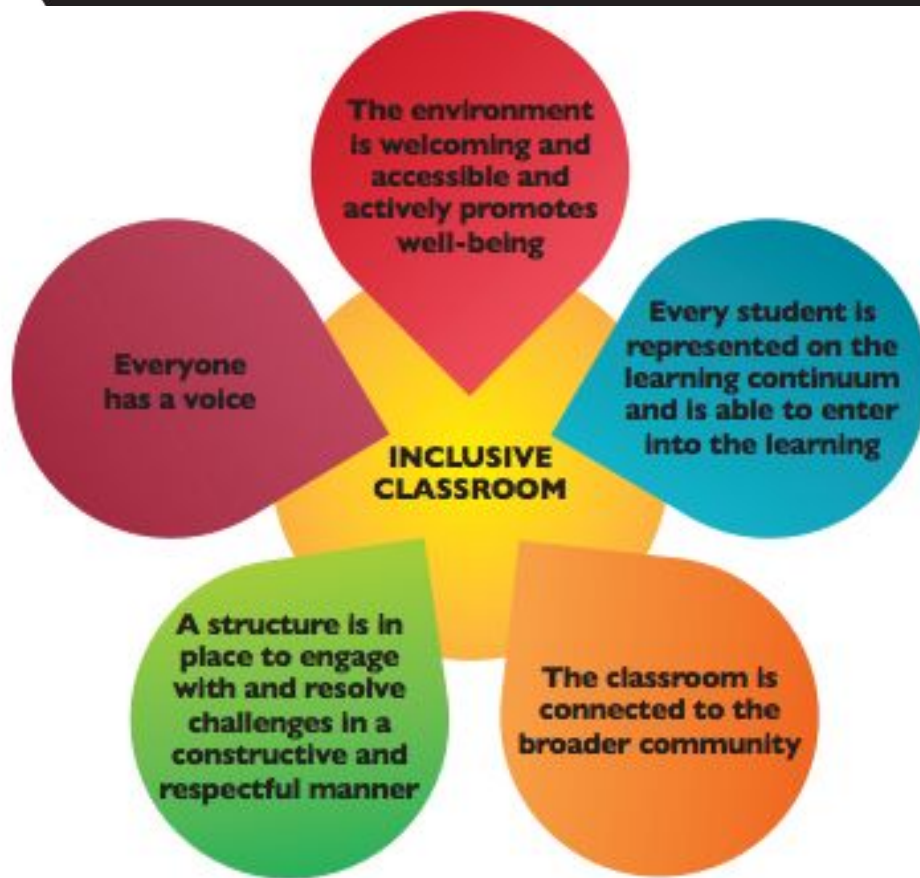 The environment
is welcoming and
accessible and
actively promotes
well-being
Every student is
represented on the
learning continuum
and is able to enter
into the learning
The classroom is
connected to the
broader community
A structure is in
place to engage
with and resolve
challenges in a
constructive and
respectful manner
Everyone
has a voice
INCLUSIVE
CLASSROOM